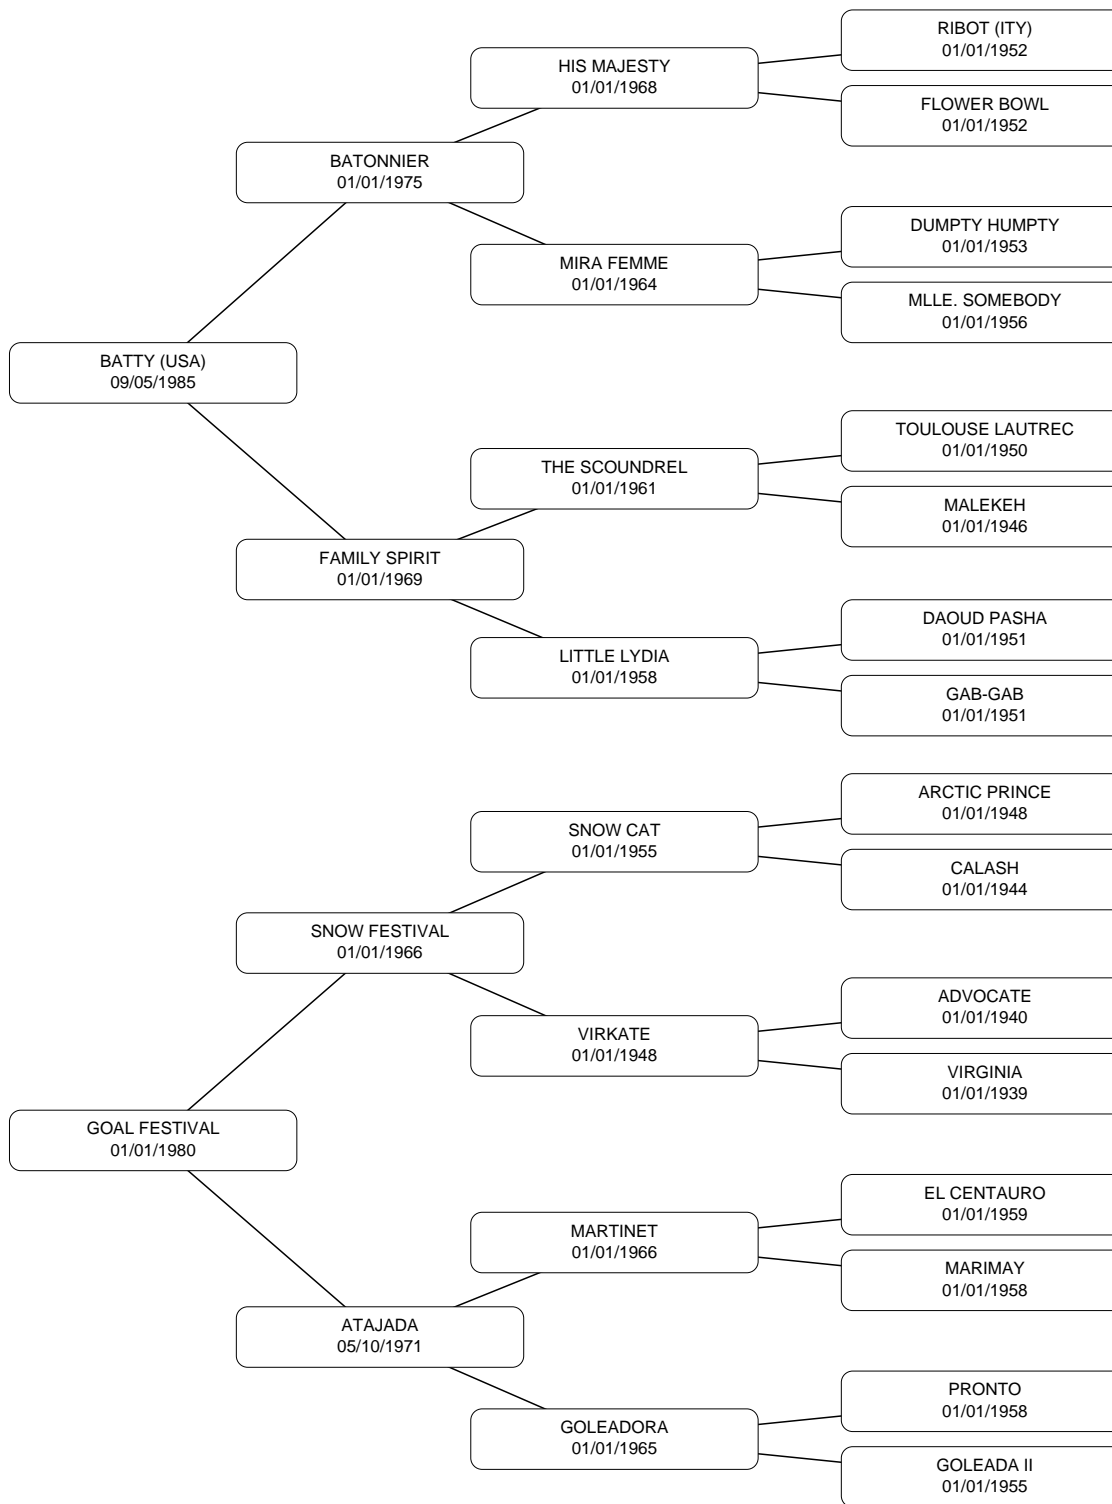 RIBOT (ITY)
01/01/1952
HIS MAJESTY
01/01/1968
FLOWER BOWL
01/01/1952
BATONNIER
01/01/1975
DUMPTY HUMPTY
01/01/1953
MIRA FEMME
01/01/1964
MLLE. SOMEBODY
01/01/1956
BATTY (USA)
09/05/1985
TOULOUSE LAUTREC
01/01/1950
THE SCOUNDREL
01/01/1961
MALEKEH
01/01/1946
FAMILY SPIRIT
01/01/1969
DAOUD PASHA
01/01/1951
LITTLE LYDIA
01/01/1958
GAB-GAB
01/01/1951
ARCTIC PRINCE
01/01/1948
SNOW CAT
01/01/1955
CALASH
01/01/1944
SNOW FESTIVAL
01/01/1966
ADVOCATE
01/01/1940
VIRKATE
01/01/1948
VIRGINIA
01/01/1939
GOAL FESTIVAL
01/01/1980
EL CENTAURO
01/01/1959
MARTINET
01/01/1966
MARIMAY
01/01/1958
ATAJADA
05/10/1971
PRONTO
01/01/1958
GOLEADORA
01/01/1965
GOLEADA II
01/01/1955